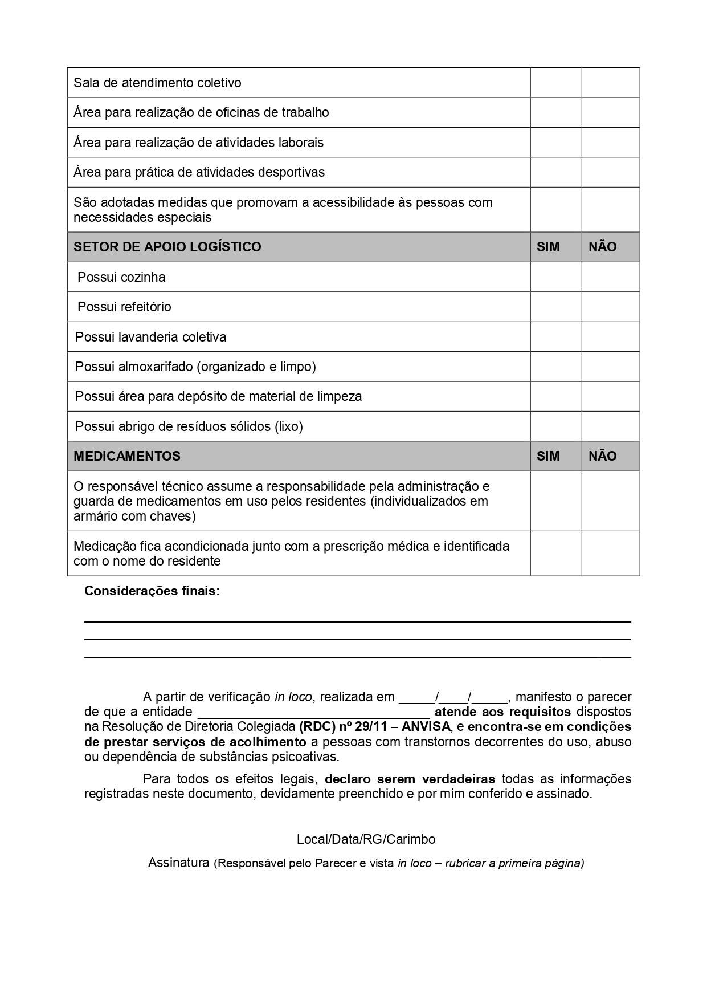 Sala de atendimento coletivo
Área para realização de oficinas de trabalho
Área para realização de atividades laborais
Área para prática de atividades desportivas
São adotadas medidas que promovam a acessibilidade às pessoas com
necessidades especiais
SETOR DE APOIO LOGÍSTICO SIM NÃO
Possui cozinha
Possui refeitório
Possui lavanderia coletiva
Possui almoxarifado (organizado e limpo)
Possui área para depósito de material de limpeza
Possui abrigo de resíduos sólidos (lixo)
MEDICAMENTOS SIM NÃO
O responsável técnico assume a responsabilidade pela administração e
guarda de medicamentos em uso pelos residentes (individualizados em
armário com chaves)
Medicação fica acondicionada junto com a prescrição médica e identificada
com o nome do residente
Considerações finais:
A partir de verificação in loco, realizada em _____/____/_____, manifesto o parecer
de que a entidade ________________________________ atende aos requisitos dispostos
na Resolução de Diretoria Colegiada (RDC) nº 29/11 – ANVISA, e encontra-se em condições
de prestar serviços de acolhimento a pessoas com transtornos decorrentes do uso, abuso
ou dependência de substâncias psicoativas.
Para todos os efeitos legais, declaro serem verdadeiras todas as informações
registradas neste documento, devidamente preenchido e por mim conferido e assinado.
Local/Data/RG/Carimbo
Assinatura (Responsável pelo Parecer e vista in loco – rubricar a primeira página)